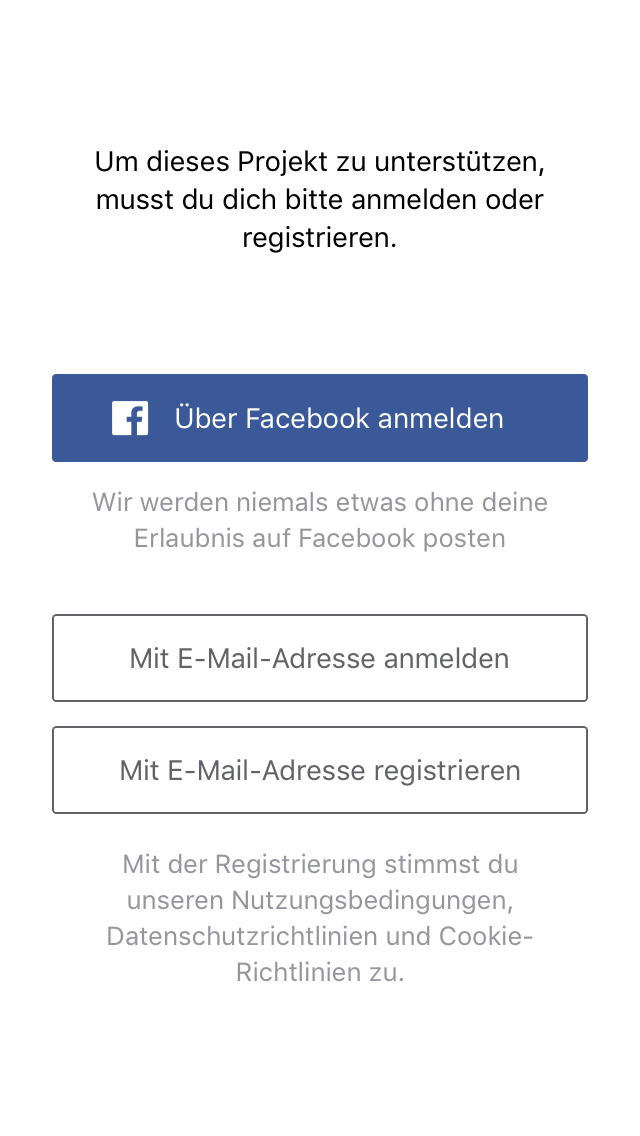 Um dieses Projekt zu unterstützen,
musst du dich bitte anmelden oder
registrieren.
Über Facebook anmelden
Wir werden niemals etwas ohne deine
Erlaubnis auf Facebook posten
Mit E-Mail-Adresse anmelden
Mit E-Mail-Adresse registrieren
Mit der Registrierung stimmst du
unseren Nutzungsbedingungen,
Datenschutzrichtlinien und Cookie-
Richtlinien zu.